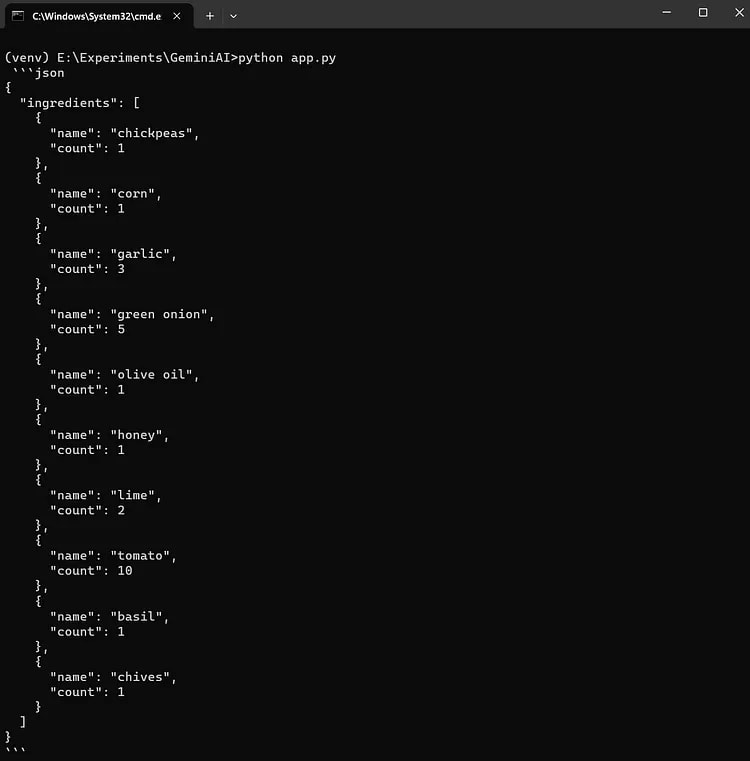 C:\Windows\System32\cmd.e
(venv) E:\Experiments\GeminiAI>python app.py
 ```json
{
  "ingredients": [
    {
      "name": "chickpeas",
      "count": 1
    },
    {
      "name": "corn",
      "count": 1
    },
    {
      "name": "garlic",
      "count": 3
    },
    {
      "name": "green onion",
      "count": 5
    },
    {
      "name": "olive oil",
      "count": 1
    },
    {
      "name": "honey",
      "count": 1
    },
    {
      "name": "lime",
      "count": 2
    },
    {
      "name": "tomato",
      "count": 10
    },
    {
      "name": "basil",
      "count": 1
    },
    {
      "name": "chives",
      "count": 1
    }
  ]
}
```